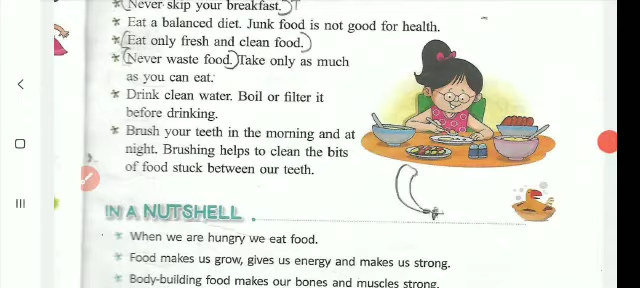 * (Never skip your breakfast.)
* Eat a balanced diet. Junk food is not good for health.
* (Eat only fresh and clean food.)
* (Never waste food.) Take only as much
as you can eat.
* Drink clean water. Boil or filter it
before drinking.
* Brush your teeth in the morning and at
night. Brushing helps to clean the bits
of food stuck between our teeth.
IN A NUTSHELL
* When we are hungry we eat food.
* Food makes us grow, gives us energy and makes us strong.
* Body-building food makes our bones and muscles strong.